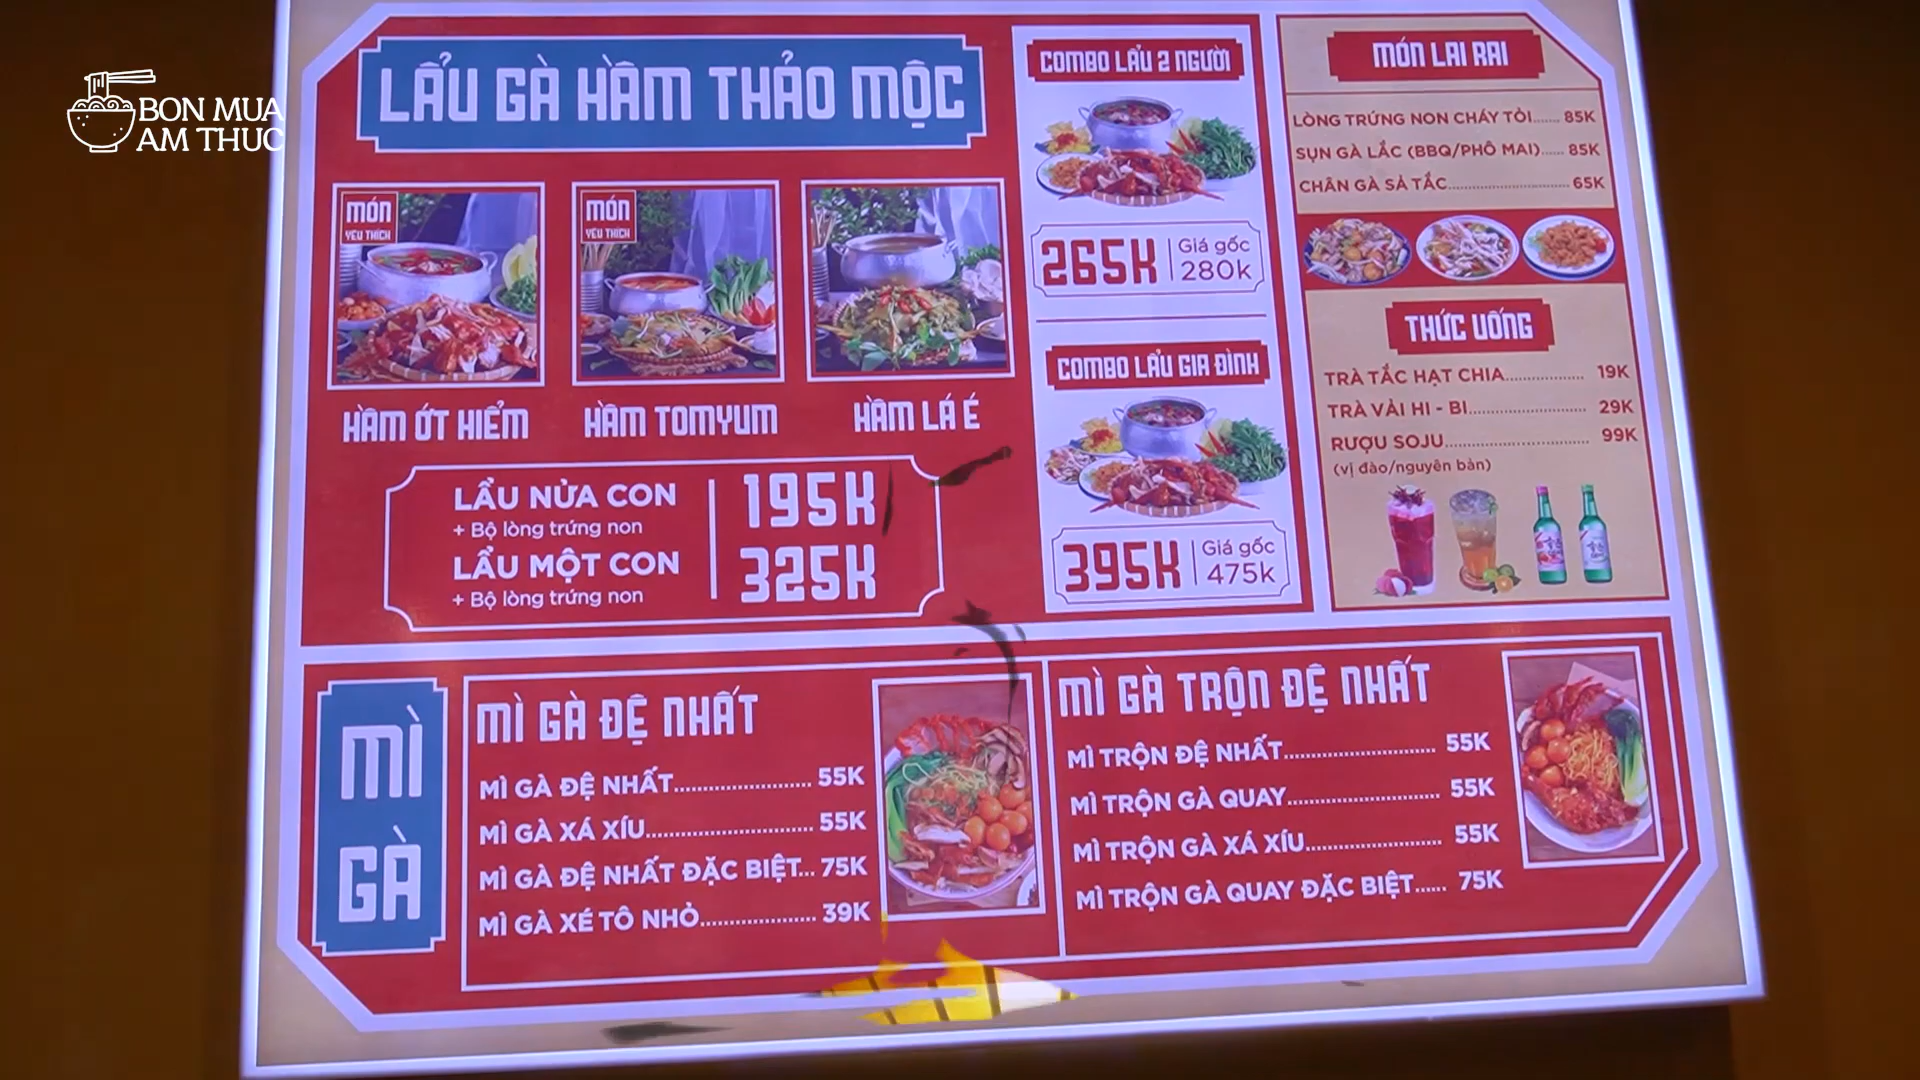 BON MUA
AM THUC
LẨU GÀ HẦM THẢO MỘC
MÓN
YÊU THÍCH
MÓN
YÊU THÍCH
HẦM ỚT HIỂM
HẦM TOMYUM
HẦM LÁ É
LẨU NỬA CON 195K
+ Bộ lòng trứng non
LẨU MỘT CON 325K
+ Bộ lòng trứng non
COMBO LẨU 2 NGƯỜI
265K
Giá gốc
280k
COMBO LẨU GIA ĐÌNH
395K
Giá gốc
475k
MÓN LAI RAI
LÒNG TRỨNG NON CHÁY TỎI...... 85K
SỤN GÀ LẮC (BBQ/PHÔ MAI)..... 85K
CHÂN GÀ SẢ TẮC.............................. 65K
THỨC UỐNG
TRÀ TẮC HẠT CHIA.................. 19K
TRÀ VẢI HI - BI........................... 29K
RƯỢU SOJU................................. 99K
(vị đào/nguyên bản)
MÌ
GÀ
MÌ GÀ ĐỆ NHẤT
MÌ GÀ ĐỆ NHẤT..................... 55K
MÌ GÀ XÁ XÍU......................... 55K
MÌ GÀ ĐỆ NHẤT ĐẶC BIỆT... 75K
MÌ GÀ XÉ TÔ NHỎ.................. 39K
MÌ GÀ TRỘN ĐỆ NHẤT
MÌ TRỘN ĐỆ NHẤT....................... 55K
MÌ TRỘN GÀ QUAY....................... 55K
MÌ TRỘN GÀ XÁ XÍU.................... 55K
MÌ TRỘN GÀ QUAY ĐẶC BIỆT...... 75K